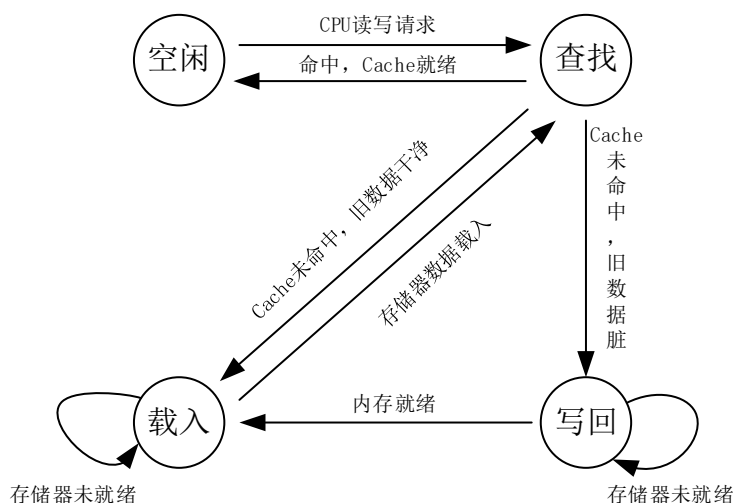 CPU读写请求
空闲
查找
命中，Cache就绪
Cache
未
命
中
，
旧
数
据
脏
Cache未命中，旧数据干净
存储器数据载入
载入
内存就绪
写回
存储器未就绪
存储器未就绪